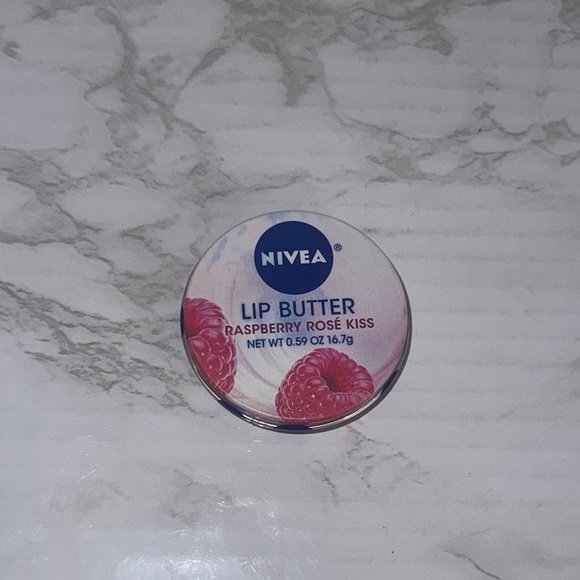 NIVEA®
LIP BUTTER
RASPBERRY ROSÉ KISS
NET WT 0.59 OZ 16.7g